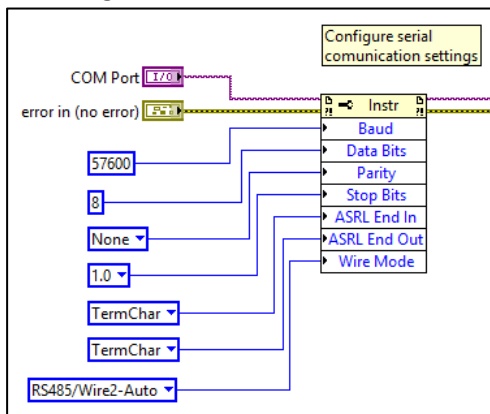 Configure serial
comunication settings
COM Port
I/O
error in (no error)
Instr
57600
Baud
8
Data Bits
None
Parity
1.0
Stop Bits
TermChar
ASRL End In
TermChar
ASRL End Out
RS485/Wire2-Auto
Wire Mode